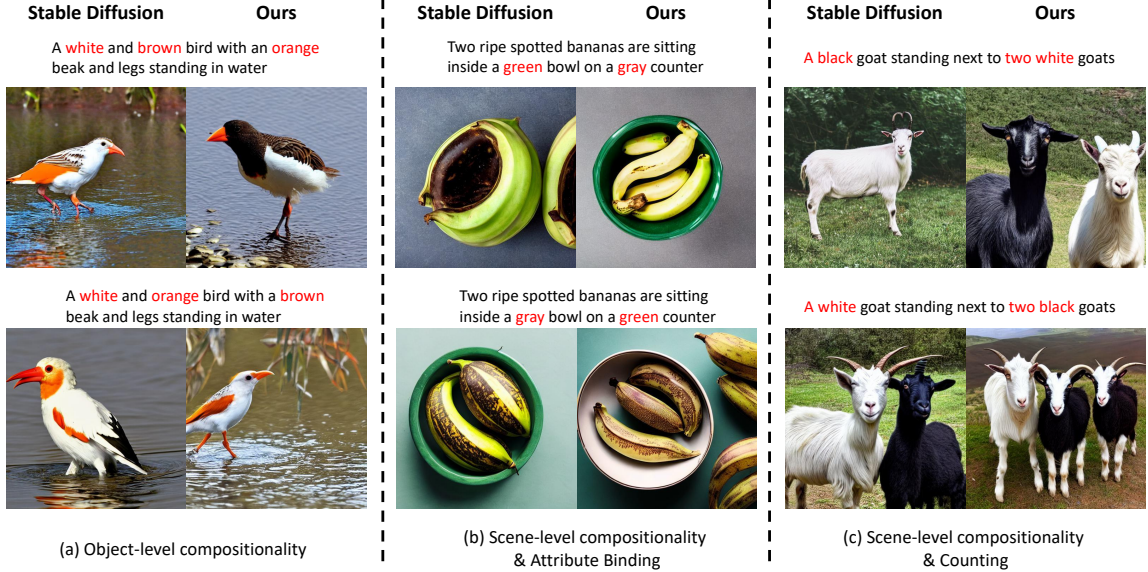 Stable Diffusion Ours
A white and brown bird with an orange
beak and legs standing in water
A white and orange bird with a brown
beak and legs standing in water
(a) Object-level compositionality
Stable Diffusion Ours
Two ripe spotted bananas are sitting
inside a green bowl on a gray counter
Two ripe spotted bananas are sitting
inside a gray bowl on a green counter
(b) Scene-level compositionality
& Attribute Binding
Stable Diffusion Ours
A black goat standing next to two white goats
A white goat standing next to two black goats
(c) Scene-level compositionality
& Counting